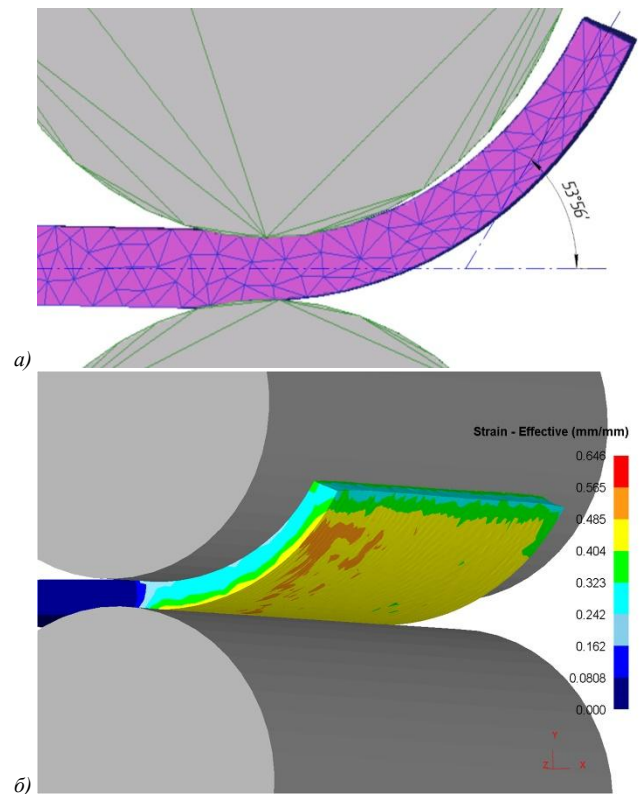 53°56′
а)
Strain - Effective (mm/mm)
0.646
0.565
0.485
0.404
0.323
0.242
0.162
0.0808
0.000
Y
Z X
б)